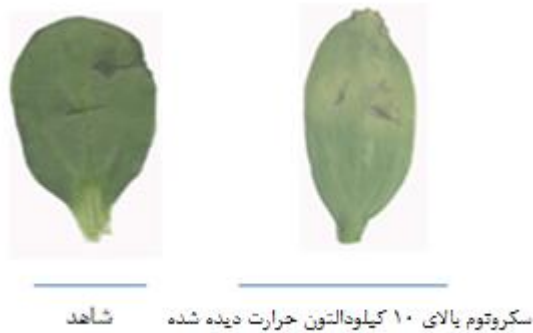 شاهد
سکروتوم بالای ۱۰ کیلودالتون حرارت دیده شده